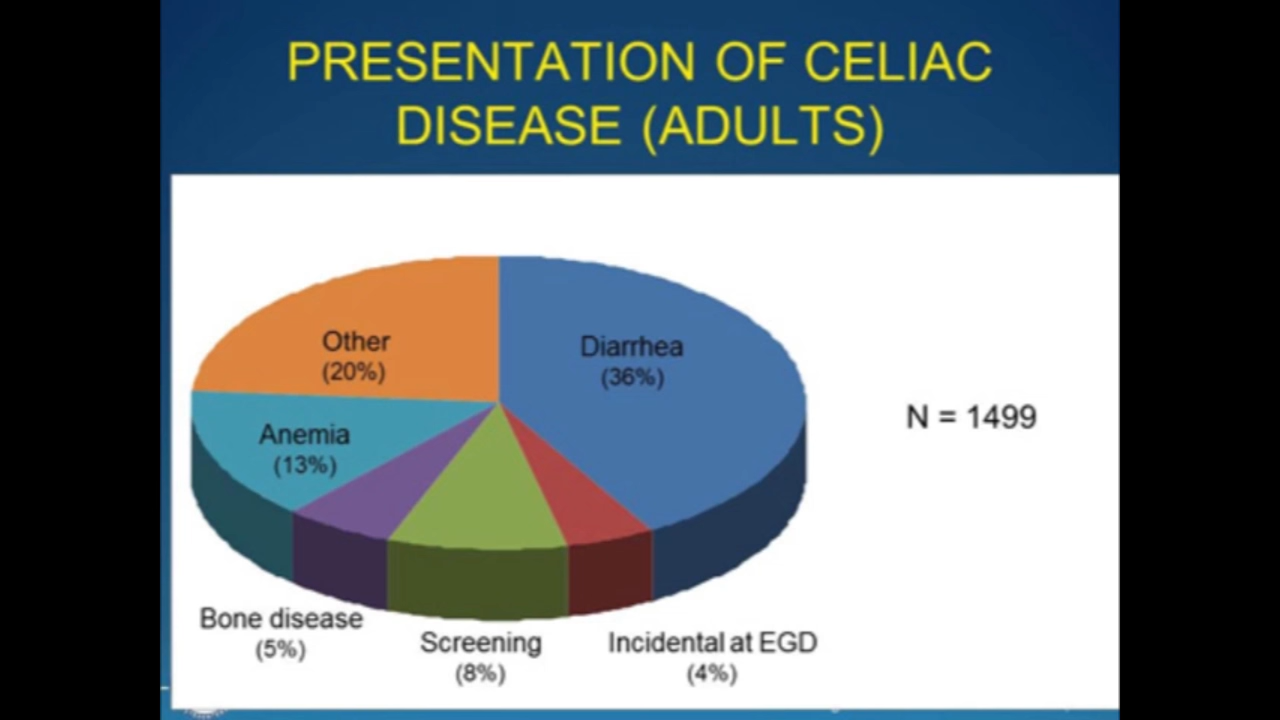 PRESENTATION OF CELIAC
DISEASE (ADULTS)
Other
(20%)
Diarrhea
(36%)
N = 1499
Anemia
(13%)
Bone disease
(5%)
Screening
(8%)
Incidental at EGD
(4%)